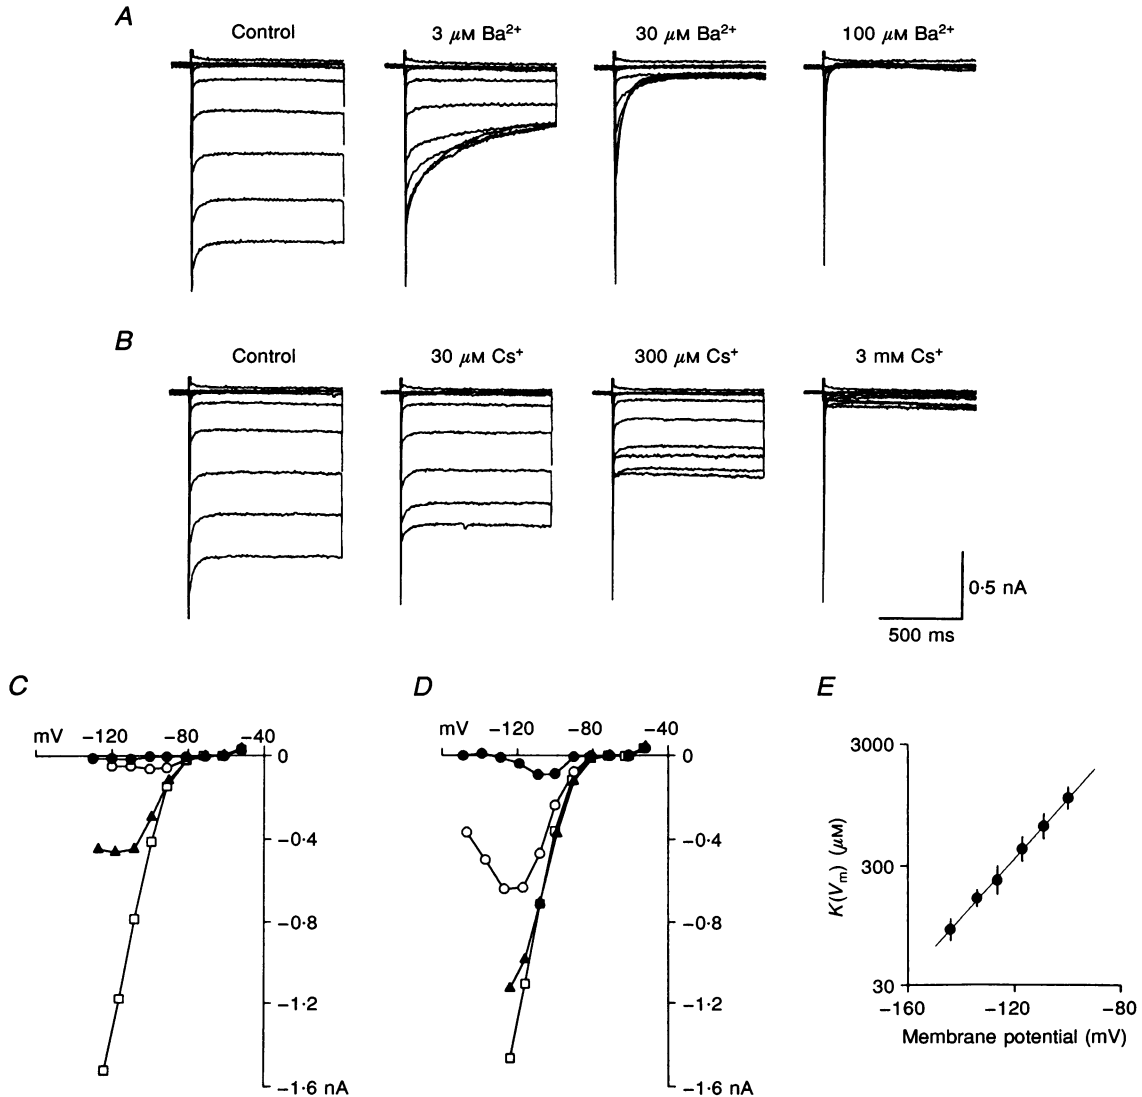 A
Control
3 μM Ba²⁺
30 μM Ba²⁺
100 μM Ba²⁺
B
Control
30 μM Cs⁺
300 μM Cs⁺
3 mM Cs⁺
0·5 nA
500 ms
C
mV
−120
−80
−40
0
−0·4
−0·8
−1·2
−1·6 nA
D
mV
−120
−80
−40
0
−0·4
−0·8
−1·2
−1·6 nA
E
3000
300
30
K(Vm) (μM)
−160
−120
−80
Membrane potential (mV)